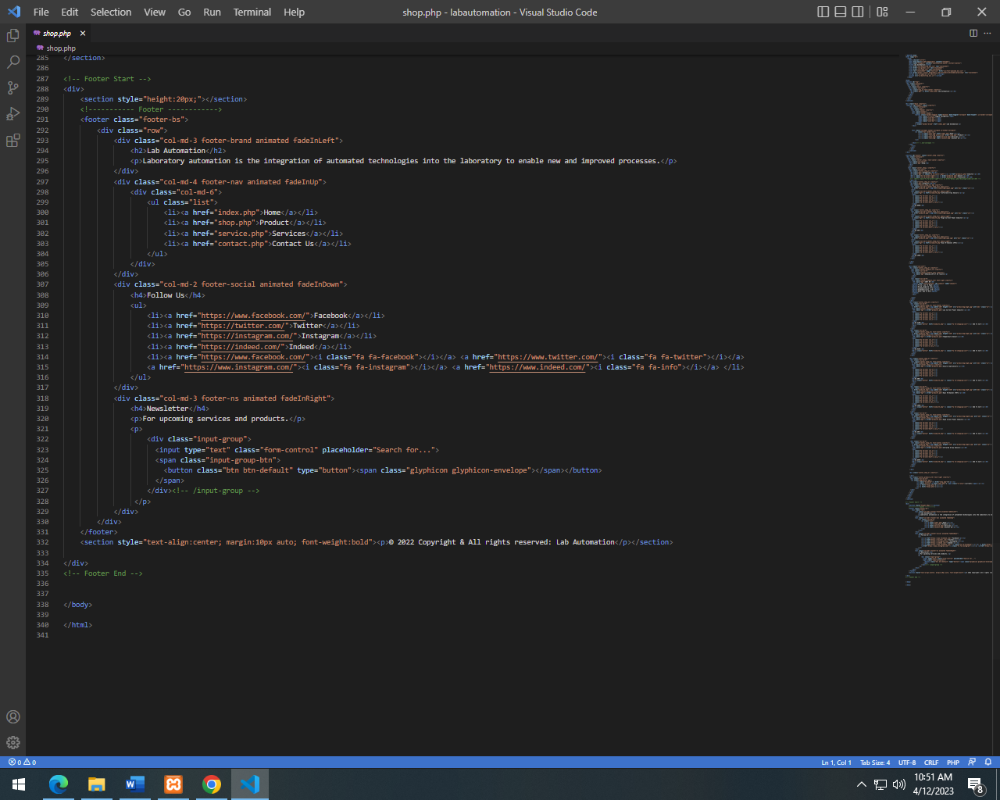 File Edit Selection View Go Run Terminal Help shop.php - labautomation - Visual Studio Code
shop.php
shop.php
285 </section>
286
287 <!-- Footer Start -->
288 <div>
289 <section style="height:20px;"></section>
290 <!----------- Footer ------------>
291 <footer class="footer-bs">
292 <div class="row">
293 <div class="col-md-3 footer-brand animated fadeInLeft">
294 <h2>Lab Automation</h2>
295 <p>Laboratory automation is the integration of automated technologies into the laboratory to enable new and improved processes.</p>
296 </div>
297 <div class="col-md-4 footer-nav animated fadeInUp">
298 <div class="col-md-6">
299 <ul class="list">
300 <li><a href="index.php">Home</a></li>
301 <li><a href="shop.php">Product</a></li>
302 <li><a href="service.php">Services</a></li>
303 <li><a href="contact.php">Contact Us</a></li>
304 </ul>
305 </div>
306 </div>
307 <div class="col-md-2 footer-social animated fadeInDown">
308 <h4>Follow Us</h4>
309 <ul>
310 <li><a href="https://www.facebook.com/">Facebook</a></li>
311 <li><a href="https://twitter.com/">Twitter</a></li>
312 <li><a href="https://instagram.com/">Instagram</a></li>
313 <li><a href="https://indeed.com/">Indeed</a></li>
314 <li><a href="https://www.facebook.com/"><i class="fa fa-facebook"></i></a> <a href="https://www.twitter.com/"><i class="fa fa-twitter"></i></a>
315 <a href="https://www.instagram.com/"><i class="fa fa-instagram"></i></a> <a href="https://www.indeed.com/"><i class="fa fa-info"></i></a> </li>
316 </ul>
317 </div>
318 <div class="col-md-3 footer-ns animated fadeInRight">
319 <h4>Newsletter</h4>
320 <p>For upcoming services and products.</p>
321 <p>
322 <div class="input-group">
323 <input type="text" class="form-control" placeholder="Search for...">
324 <span class="input-group-btn">
325 <button class="btn btn-default" type="button"><span class="glyphicon glyphicon-envelope"></span></button>
326 </span>
327 </div><!-- /input-group -->
328 </p>
329 </div>
330 </div>
331 </footer>
332 <section style="text-align:center; margin:10px auto; font-weight:bold"><p>© 2022 Copyright & All rights reserved: Lab Automation</p></section>
333
334 </div>
335 <!-- Footer End -->
336
337
338 </body>
339
340 </html>
341
0 0 Ln 1, Col 1 Tab Size: 4 UTF-8 CRLF PHP
10:51 AM
4/12/2023
8